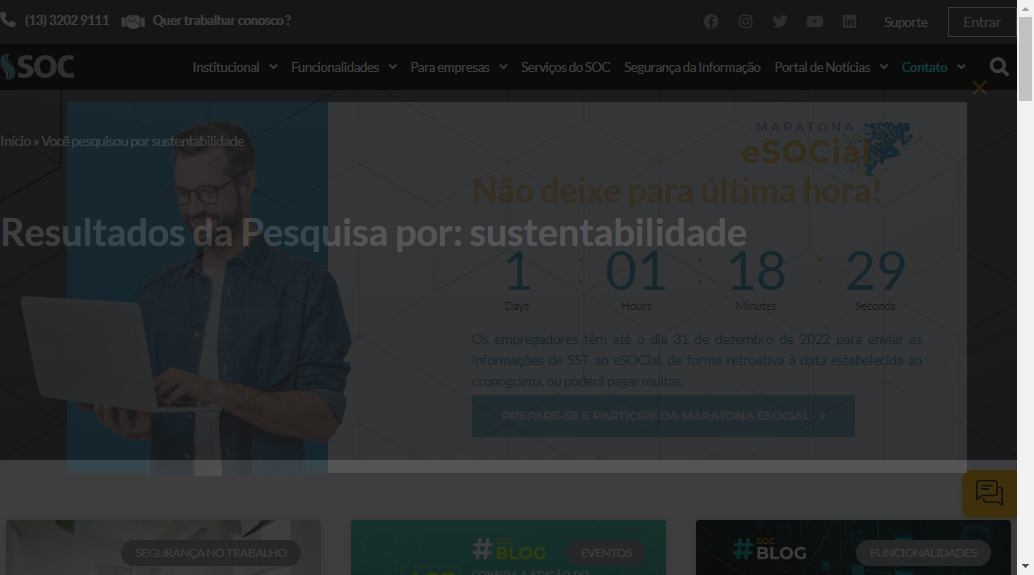 (13) 3202 9111 Quer trabalhar conosco ?
Suporte Entrar
SOC Institucional Funcionalidades Para empresas Serviços do SOC Segurança da Informação Portal de Notícias Contato
Início » Você pesquisou por sustentabilidade
MARATONA
eSOCial
Não deixe para última hora!
Resultados da Pesquisa por: sustentabilidade
1 : 01 : 18 : 29
Days Hours Minutes Seconds
Os empregadores têm até o dia 31 de dezembro de 2022 para enviar as
informações de SST ao eSOCial, de forma retroativa à data estabelecida ao
cronograma, ou poderá pagar multas.
PREPARE-SE E PARTICIPE DA MARATONA ESOCIAL
SEGURANÇA NO TRABALHO
# SOC BLOG EVENTOS
CONFIRA A EDIÇÃO DO
# SOC BLOG FUNCIONALIDADES